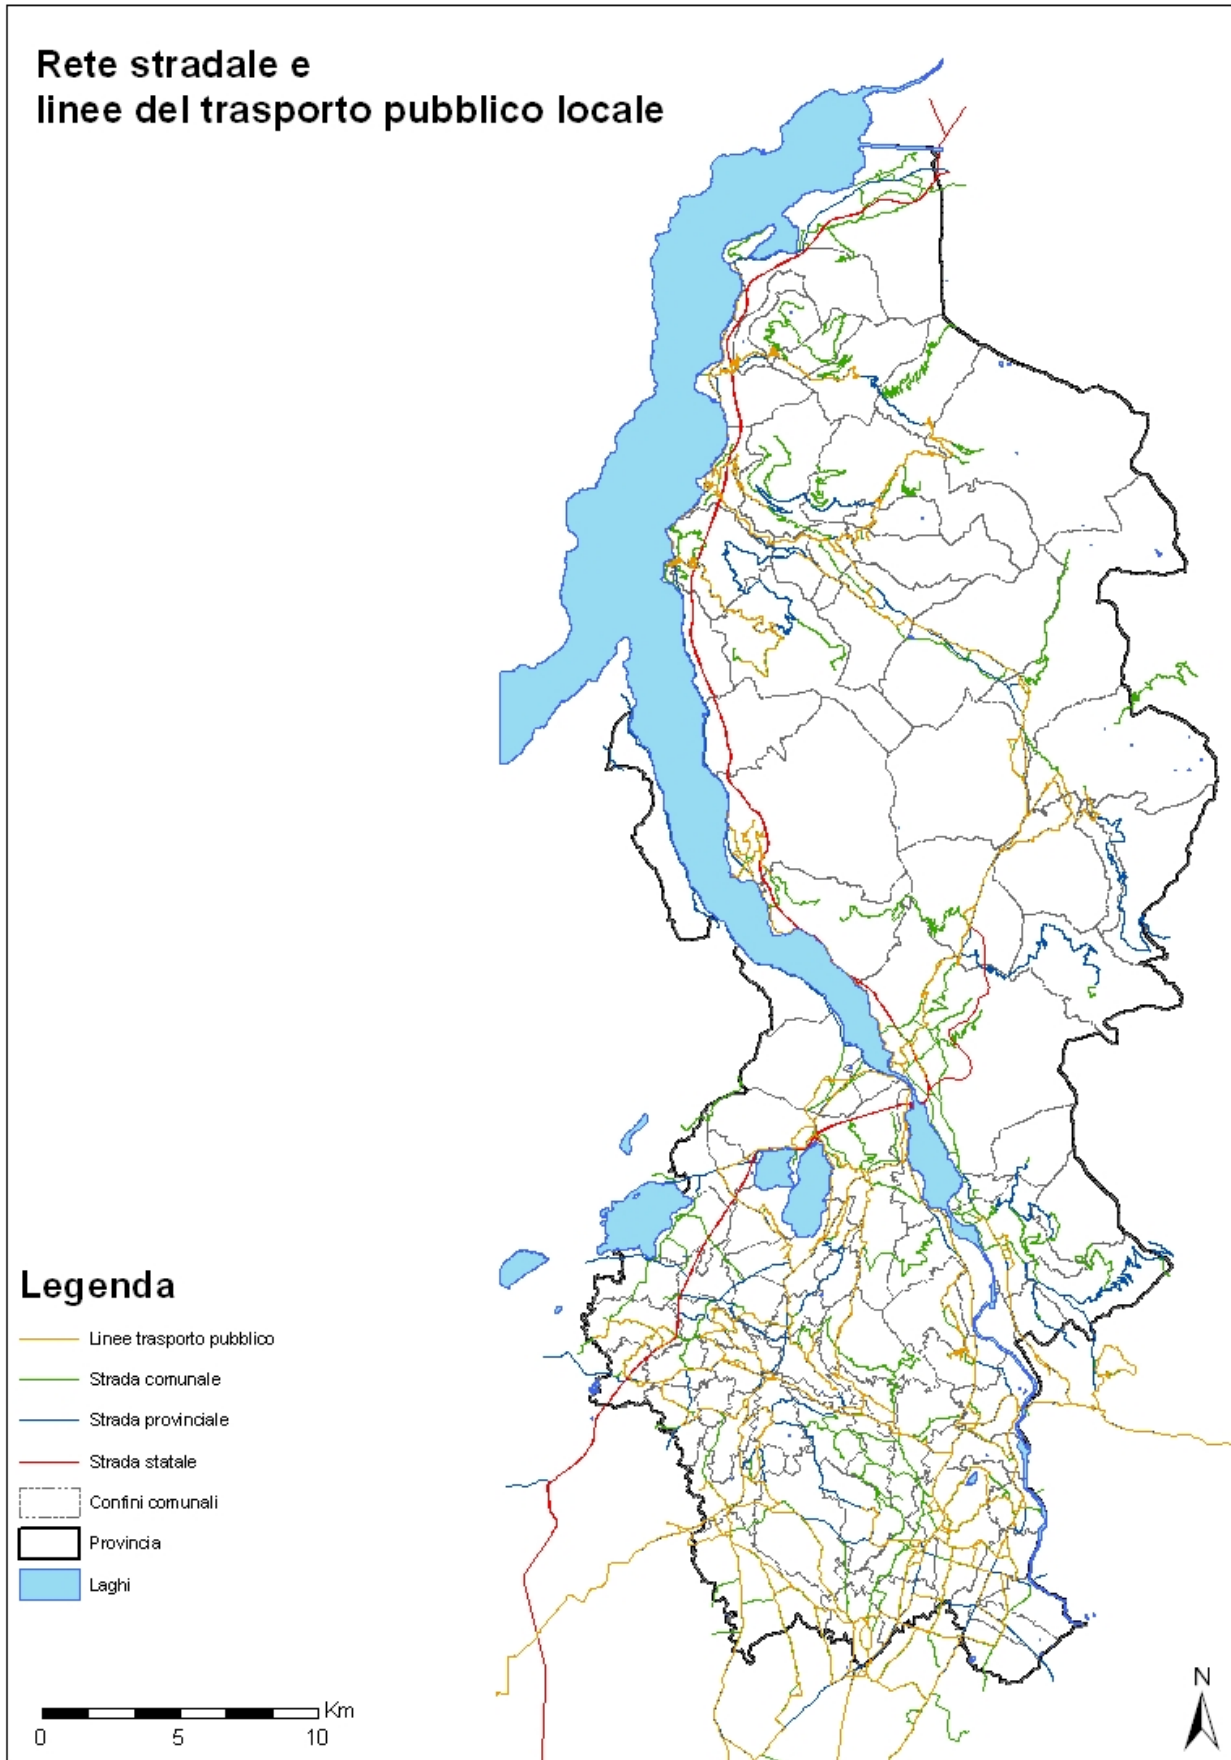 Rete stradale e
linee del trasporto pubblico locale
Legenda
Linee trasporto pubblico
Strada comunale
Strada provinciale
Strada statale
Confini comunali
Provincia
Laghi
Km
0 5 10
N